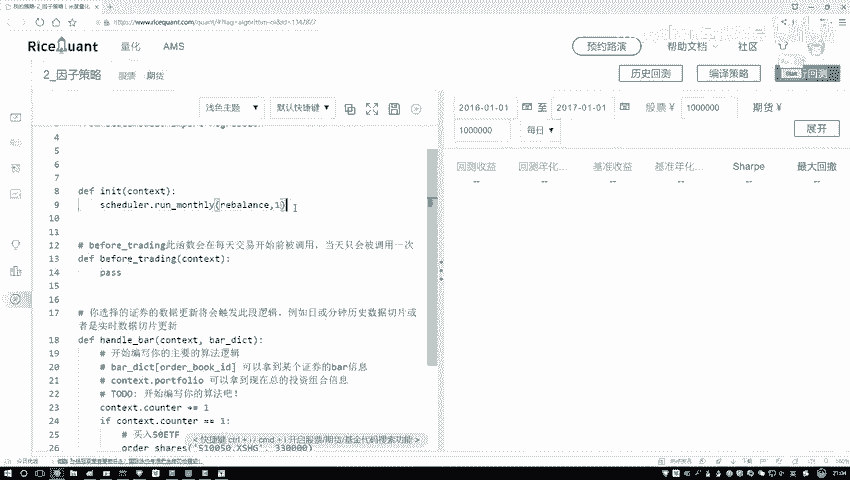 https://www.ricequant.com/quant/
RiceQuant 量化 AMS 预约路演 帮助文档 社区
2_因子策略 股票 期货 历史回测 编译策略
浅色主题 默认快捷键
2016-01-01 至 2017-01-01 股票 ¥ 1000000 期货 ¥
1000000 每日 展开
回测收益 回测年化... 基准收益 基准年化... Sharpe 最大回撤
-- -- -- -- -- --
4
5
6
7
8 def init(context):
9 scheduler.run_monthly(rebalance,1)
10
11
12 # before_trading此函数会在每天交易开始前被调用，当天只会被调用一次
13 def before_trading(context):
14 pass
15
16
17 # 你选择的证券的数据更新将会触发此段逻辑，例如日或分钟历史数据切片或
者是实时数据切片更新
18 def handle_bar(context, bar_dict):
19 # 开始编写你的主要的算法逻辑
20 # bar_dict[order_book_id] 可以拿到某个证券的bar信息
21 # context.portfolio 可以拿到现在的投资组合信息
22 # TODO: 开始编写你的算法吧！
23 context.counter += 1
24 if context.counter == 1:
25 # 买入50ETF
< 快捷键 ctrl + i / cmd + i 开启股票/期货/基金代码搜索功能 >
26 order_shares('510050.XSHG', 330000)
21:04